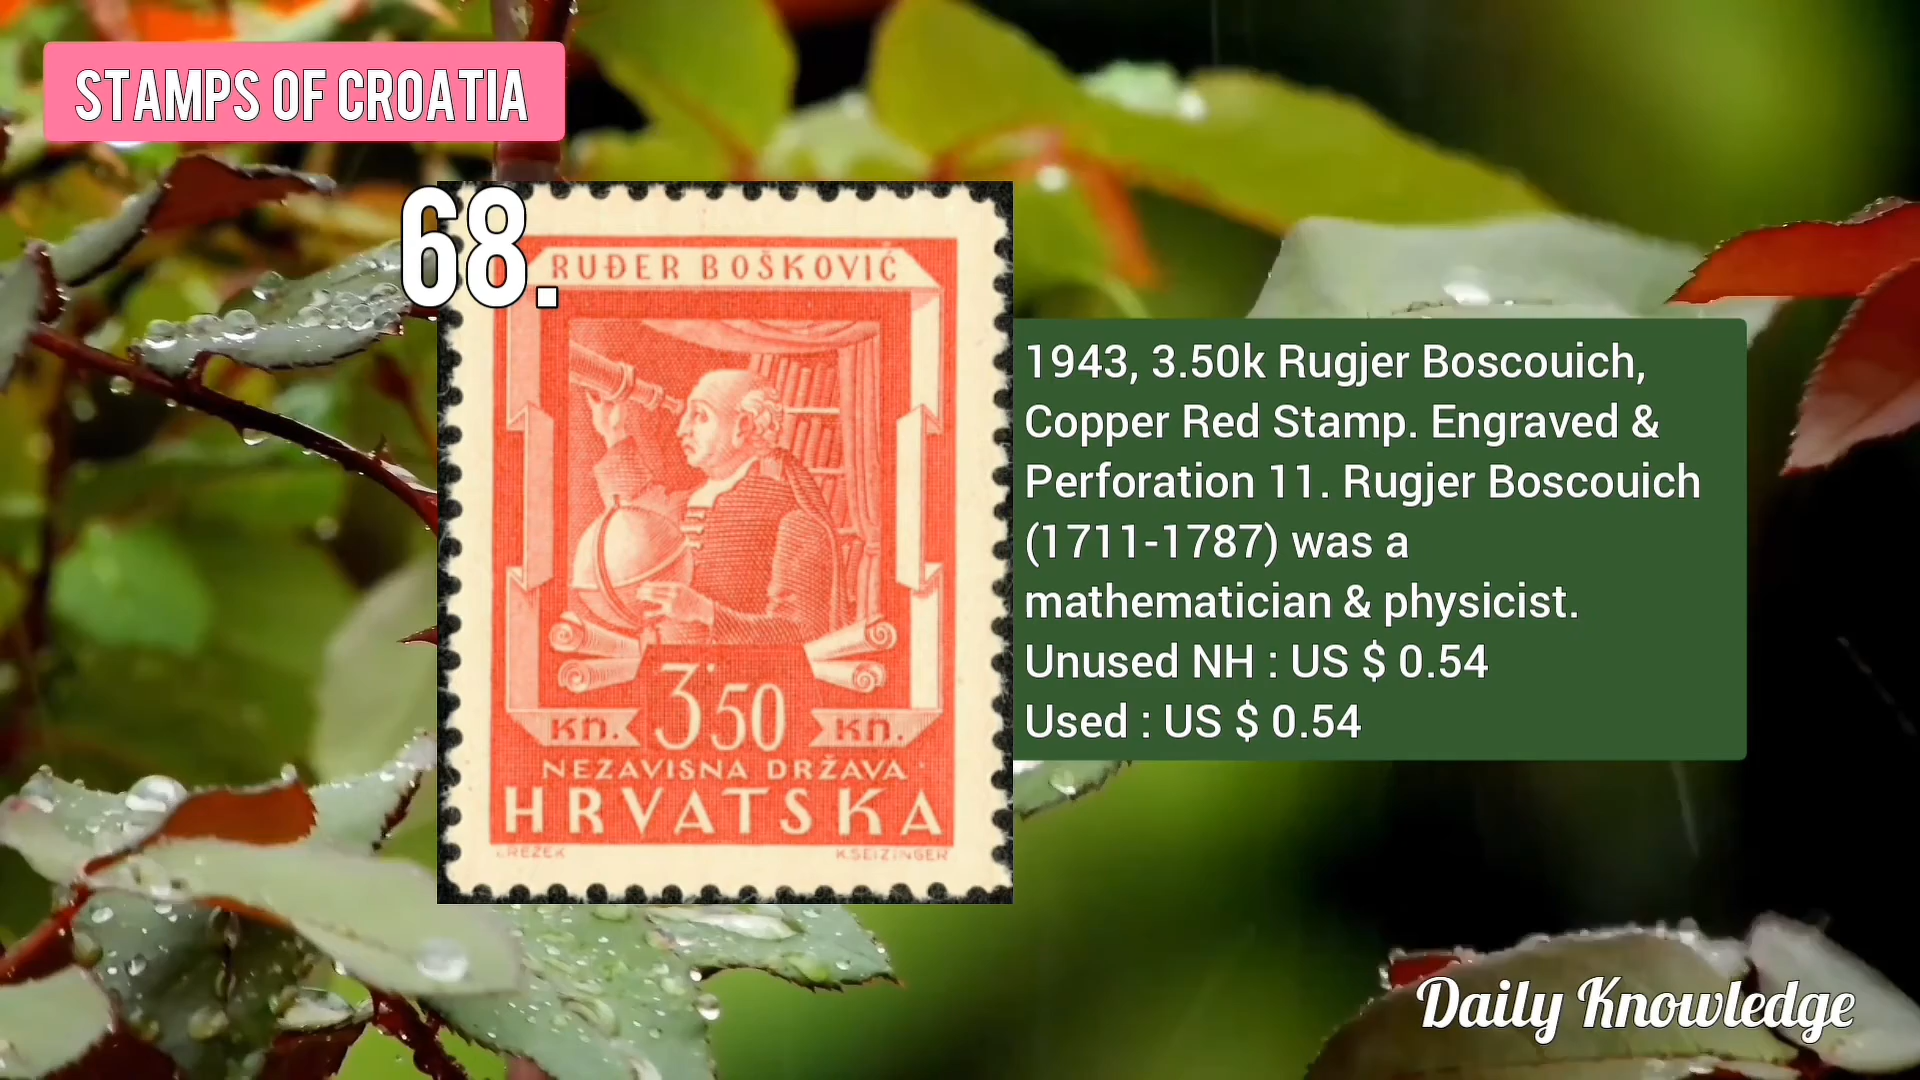 STAMPS OF CROATIA
68.
RUĐER BOŠKOVIĆ
1943, 3.50k Rugjer Boscouich,
Copper Red Stamp. Engraved &
Perforation 11. Rugjer Boscouich
(1711-1787) was a
mathematician & physicist.
Unused NH : US $ 0.54
Used : US $ 0.54
kn. 3·50 kn.
NEZAVISNA DRŽAVA
HRVATSKA
K.SEIZINGER
Daily Knowledge